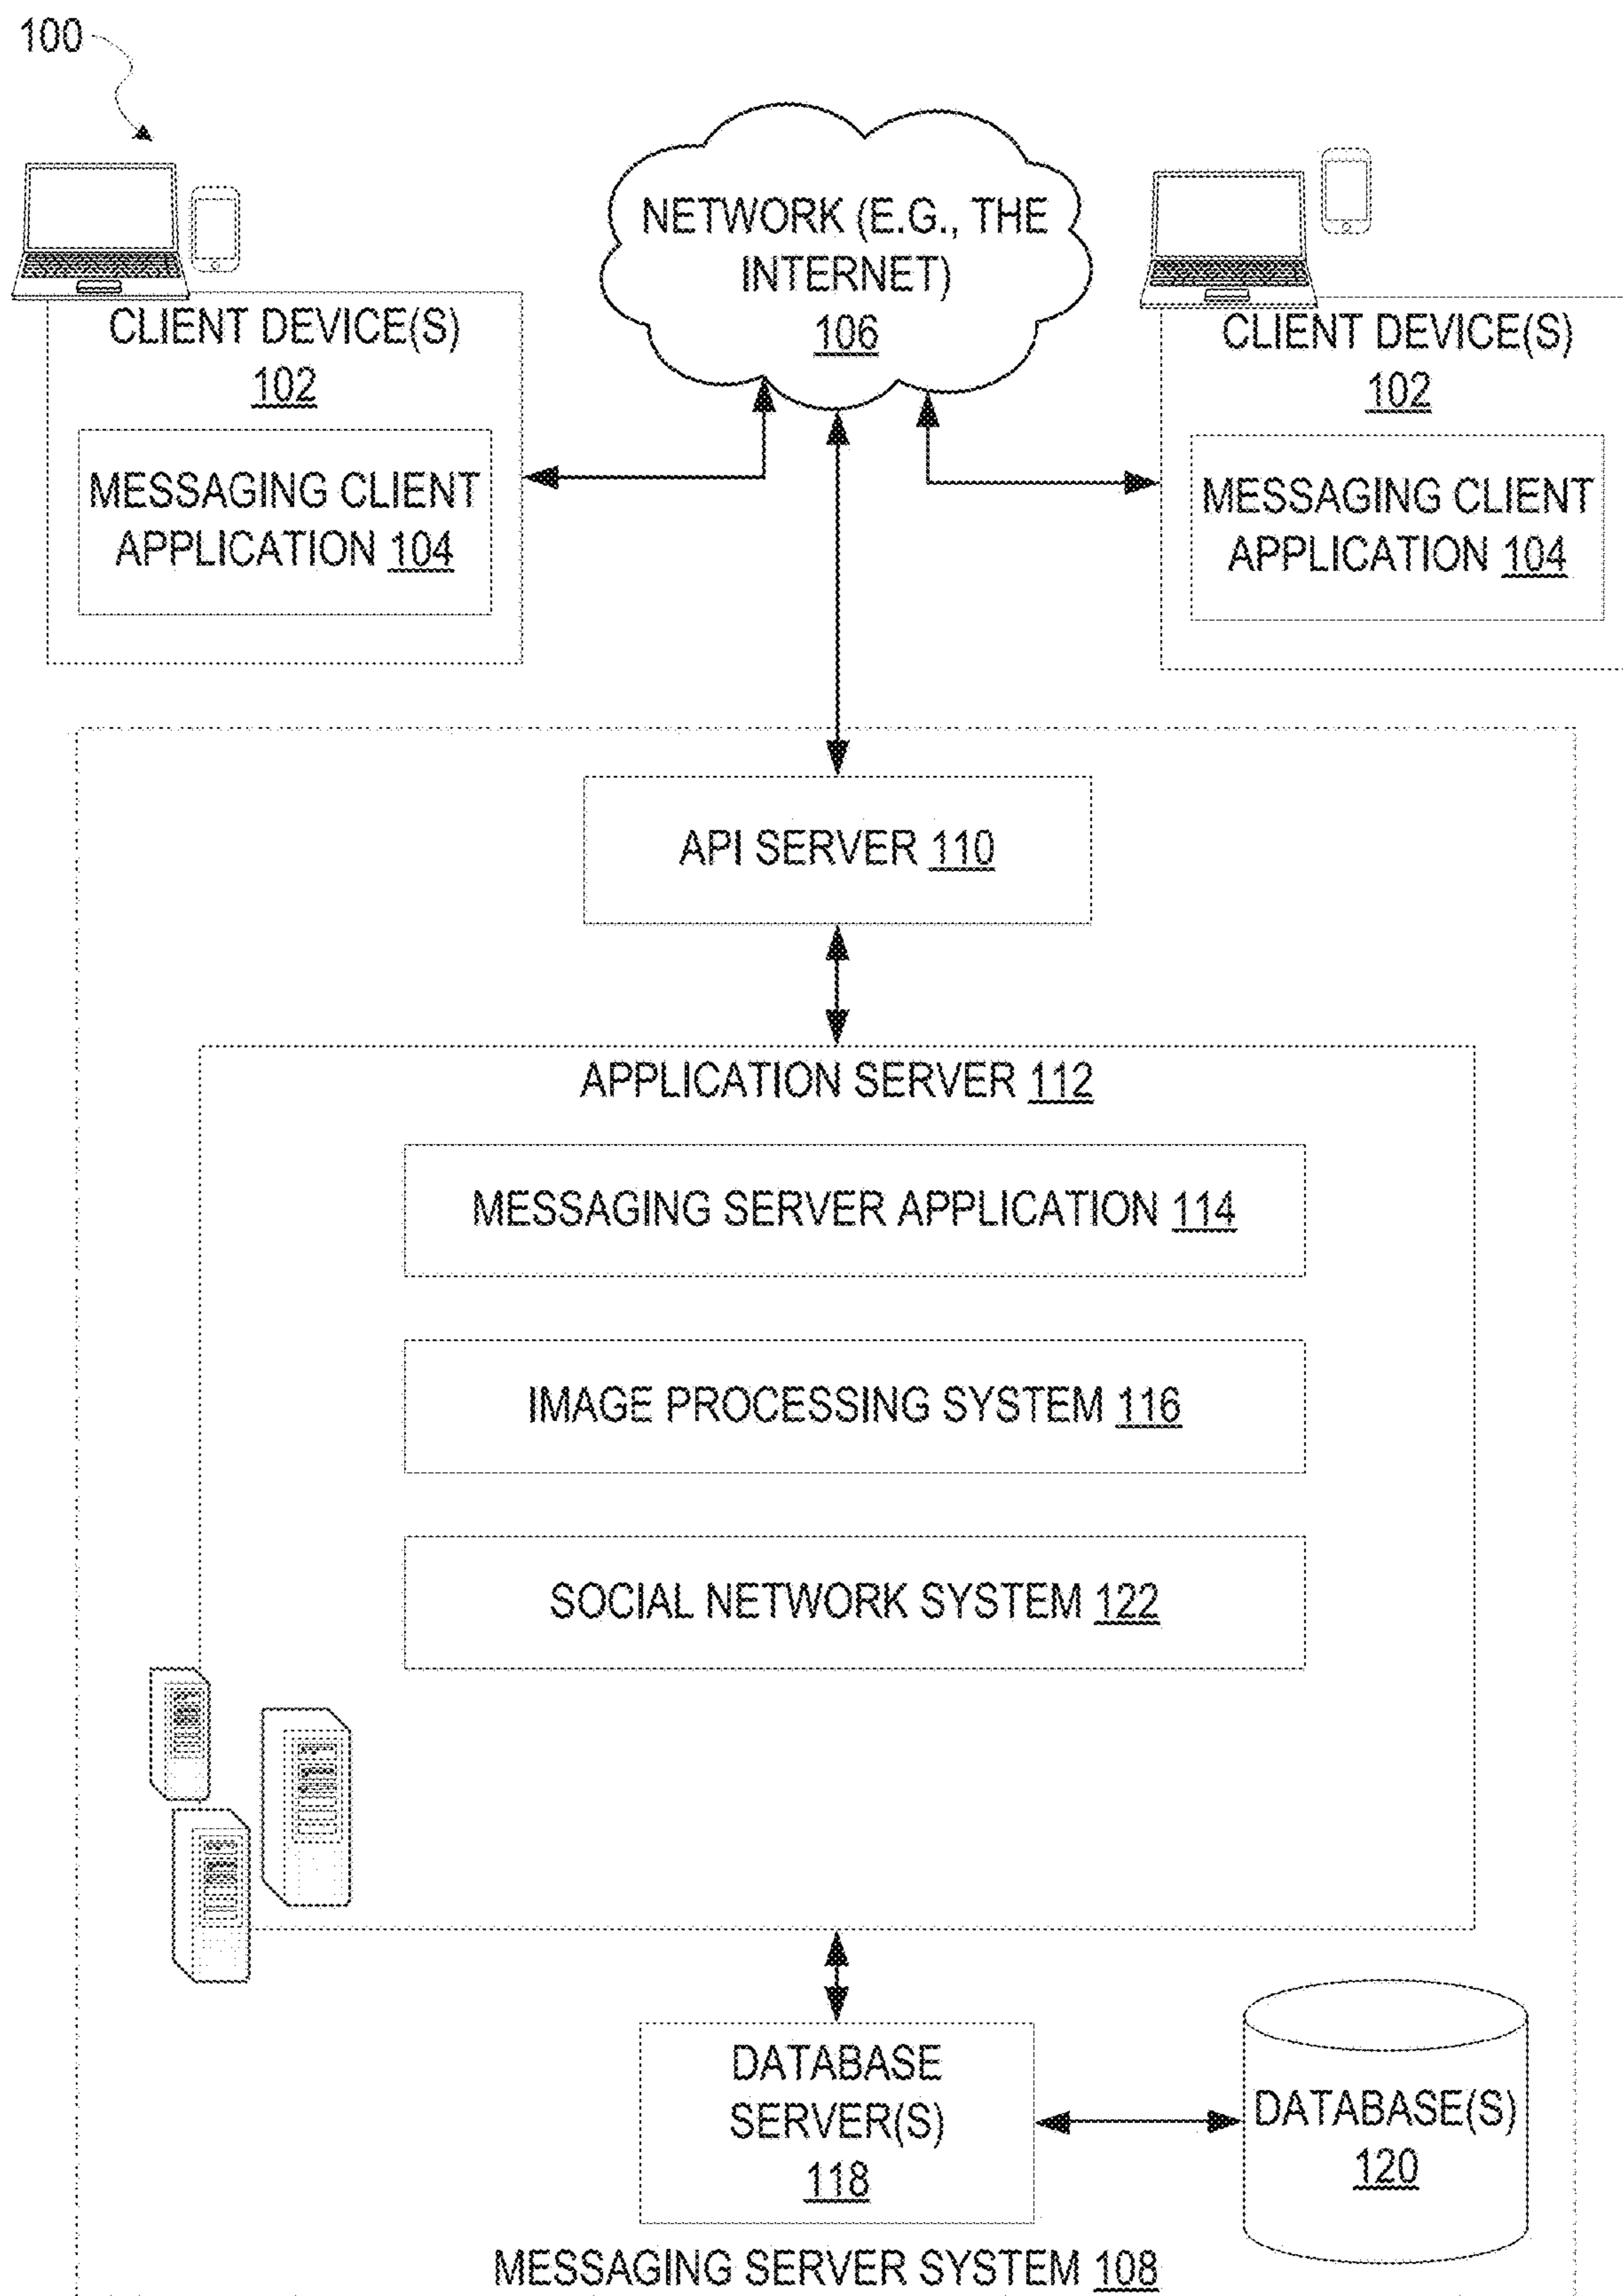 100
NETWORK (E.G., THE
INTERNET)
106
CLIENT DEVICE(S)
102
MESSAGING CLIENT
APPLICATION 104
CLIENT DEVICE(S)
102
MESSAGING CLIENT
APPLICATION 104
API SERVER 110
APPLICATION SERVER 112
MESSAGING SERVER APPLICATION 114
IMAGE PROCESSING SYSTEM 116
SOCIAL NETWORK SYSTEM 122
DATABASE
SERVER(S)
118
DATABASE(S)
120
MESSAGING SERVER SYSTEM 108